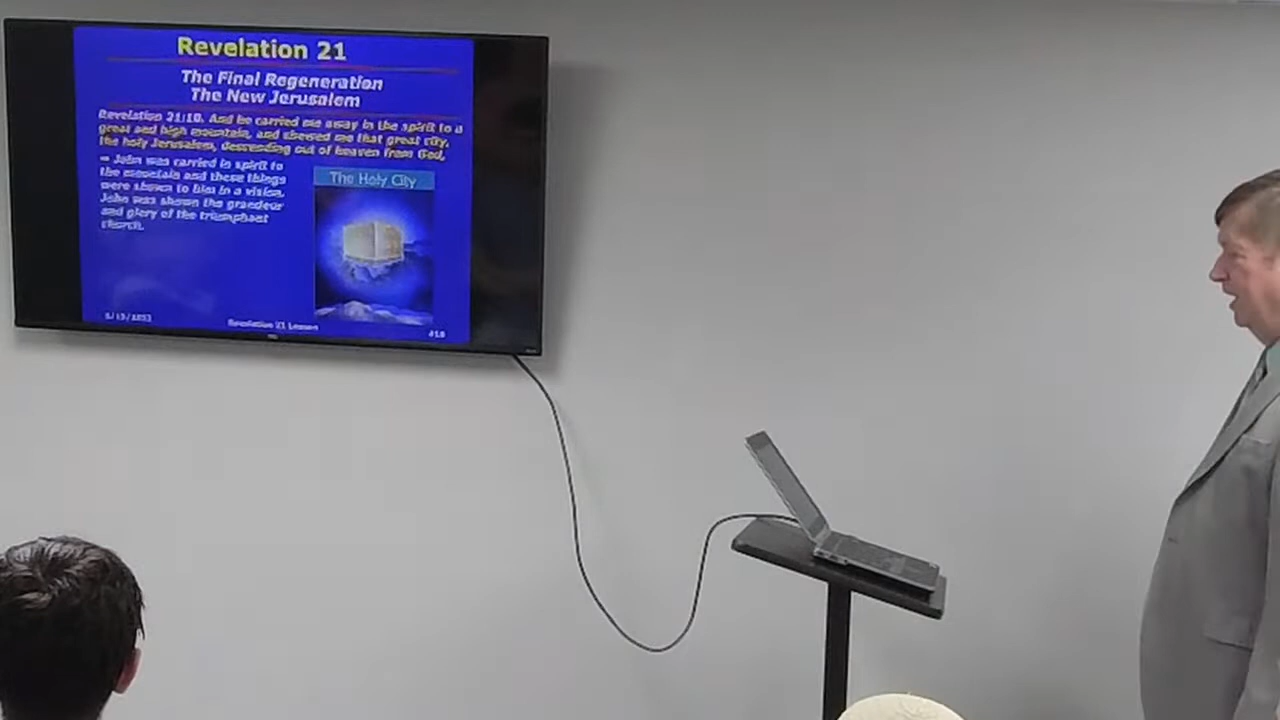 Revelation 21
The Final Regeneration
The New Jerusalem
Revelation 21:10. And he carried me away in the spirit to a
great and high mountain, and shewed me that great city,
the holy Jerusalem, descending out of heaven from God,
– John was carried in spirit to
the mountain and these things
were shown to him in a vision.
John was shown the grandeur
and glory of the triumphant
church.
The Holy City
Revelation 21 Lesson
#18